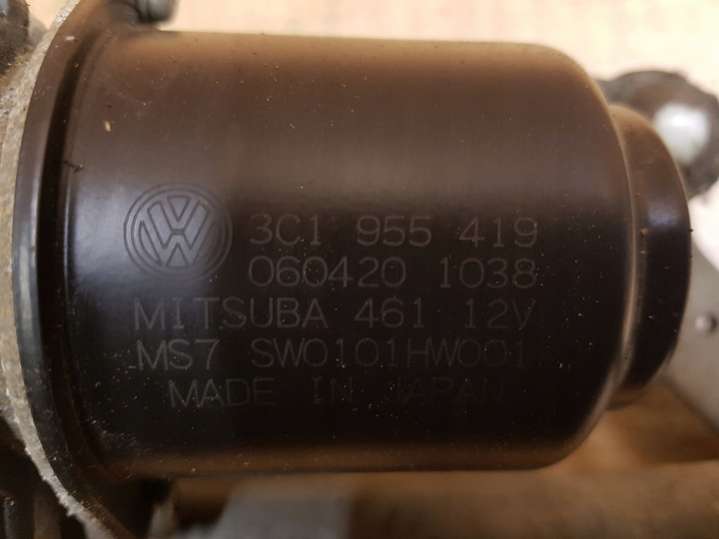 3C1 955 419
060420 1038
MITSUBA 461 12V
MS7 SW0101HW001
MADE IN JAPAN